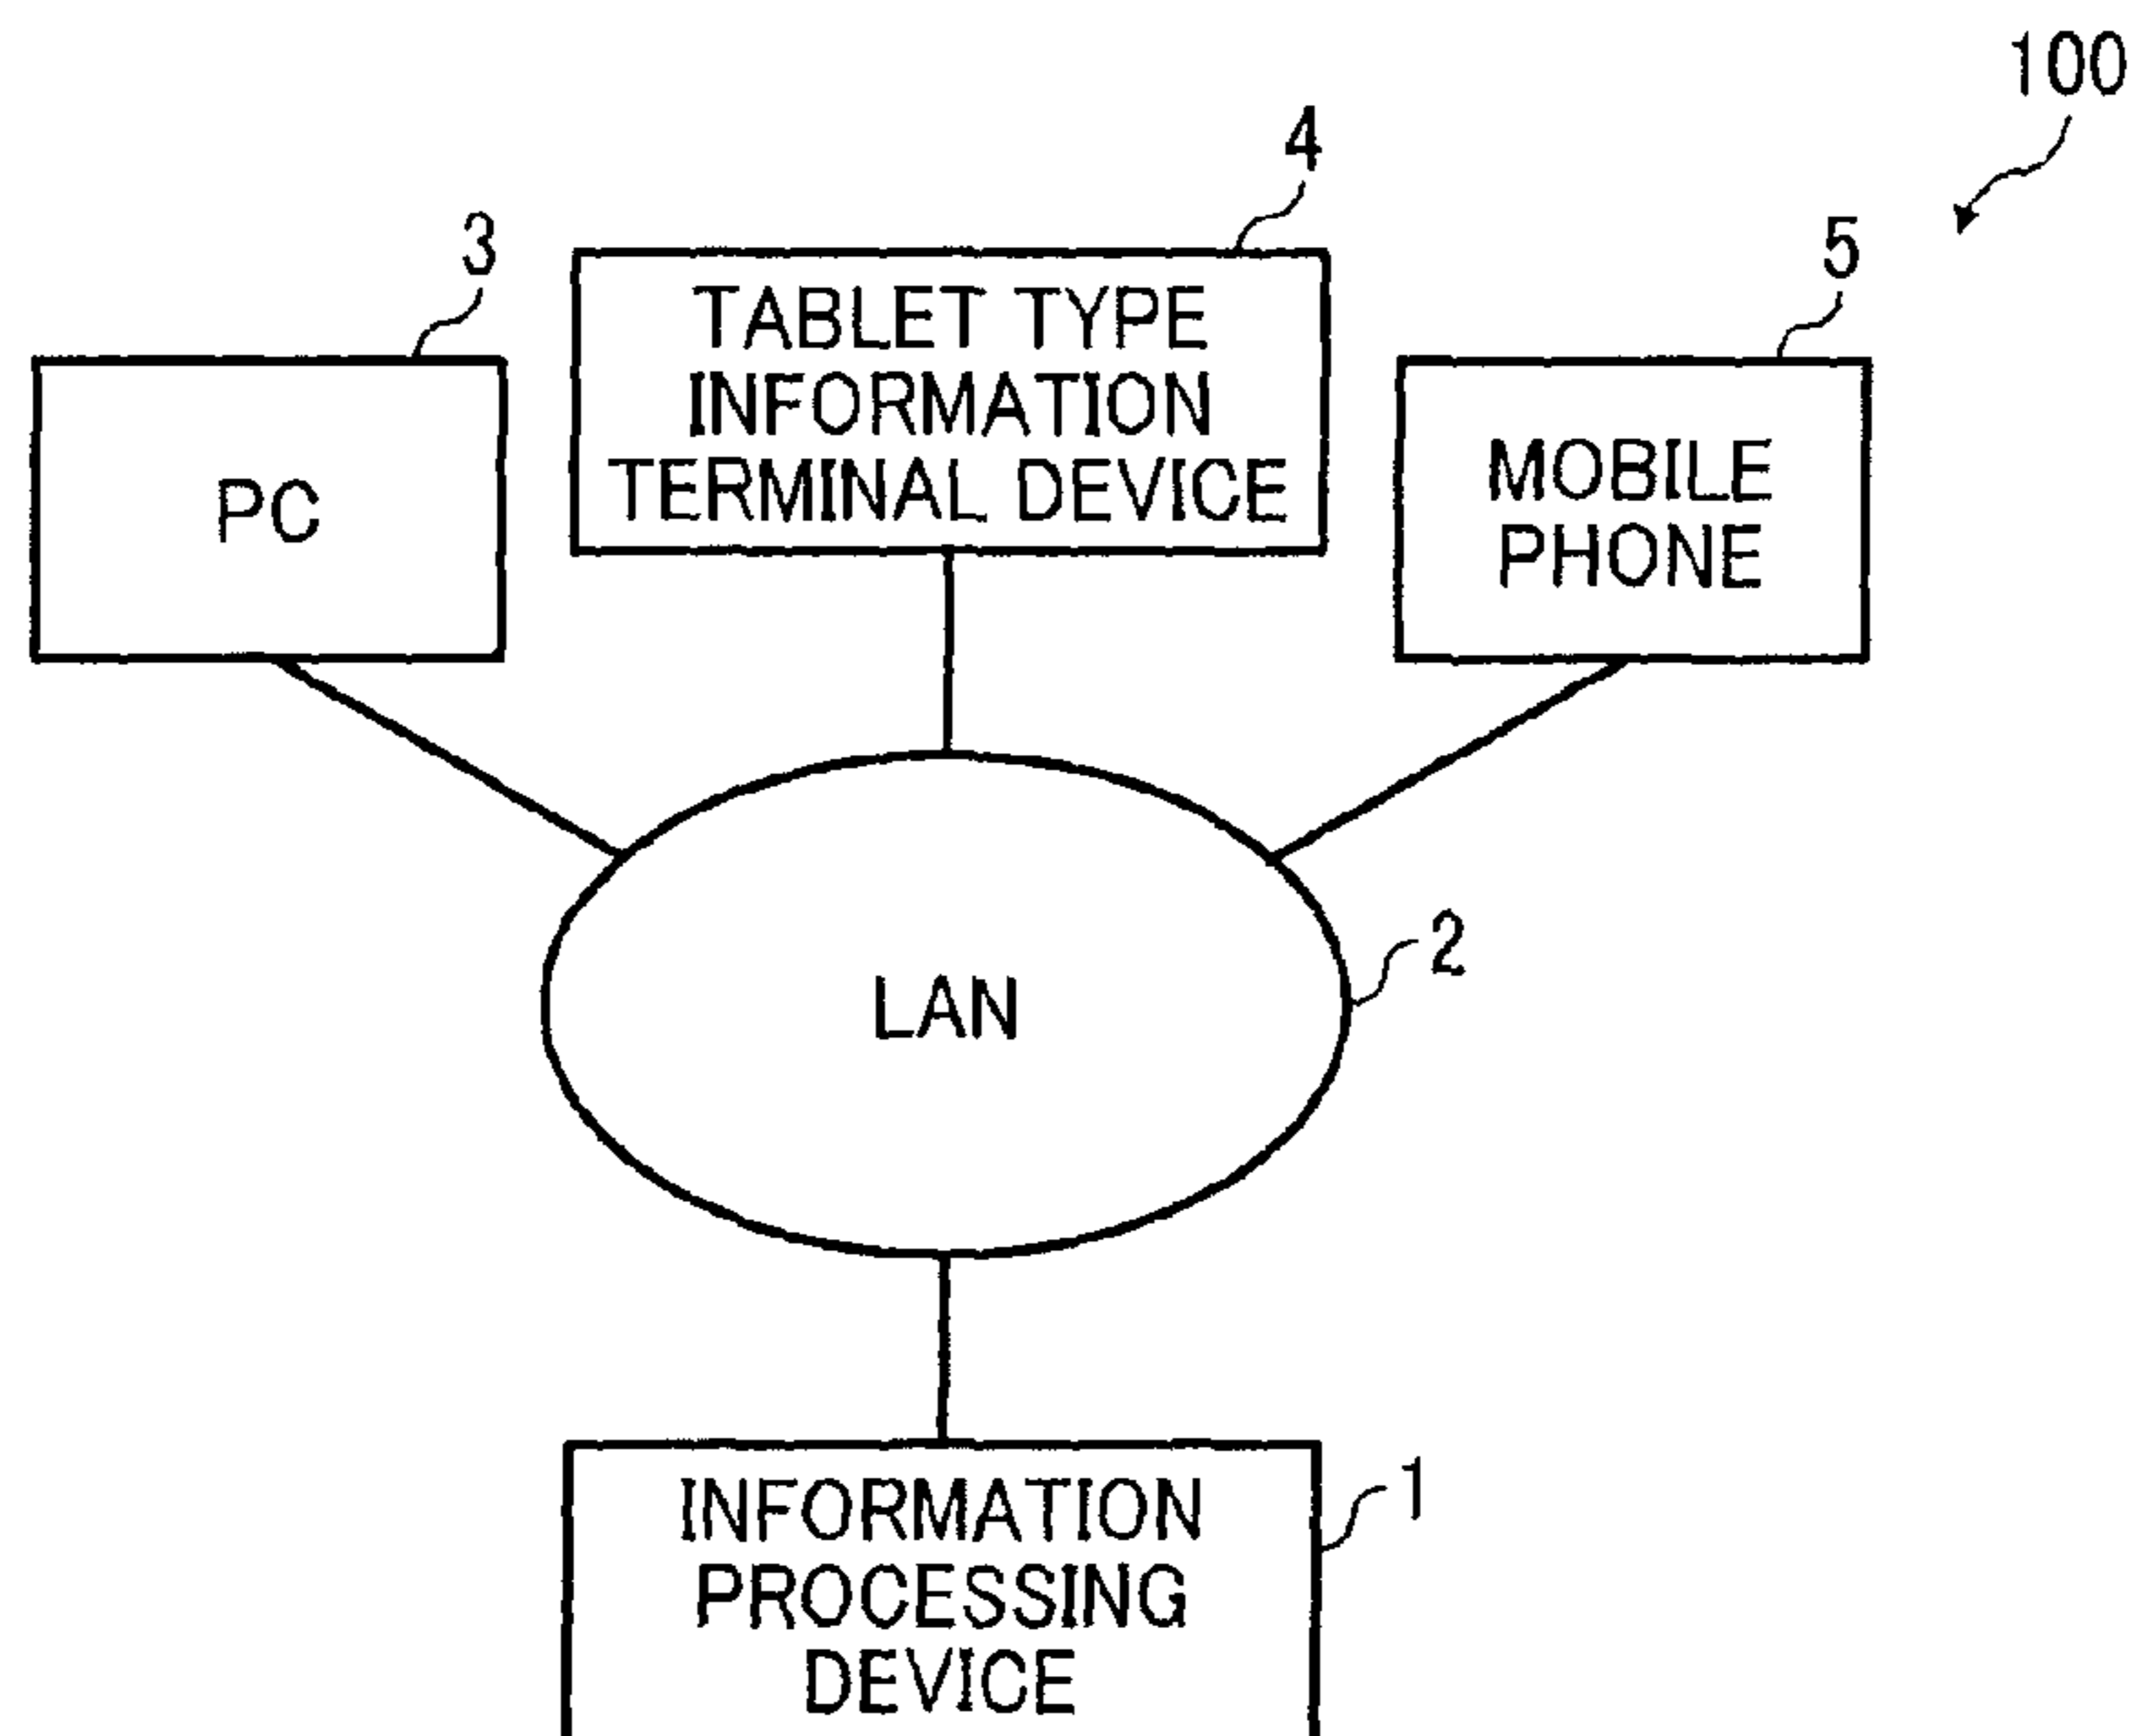 100
4
3
5
TABLET TYPE
INFORMATION
TERMINAL DEVICE
PC
MOBILE
PHONE
2
LAN
1
INFORMATION
PROCESSING
DEVICE